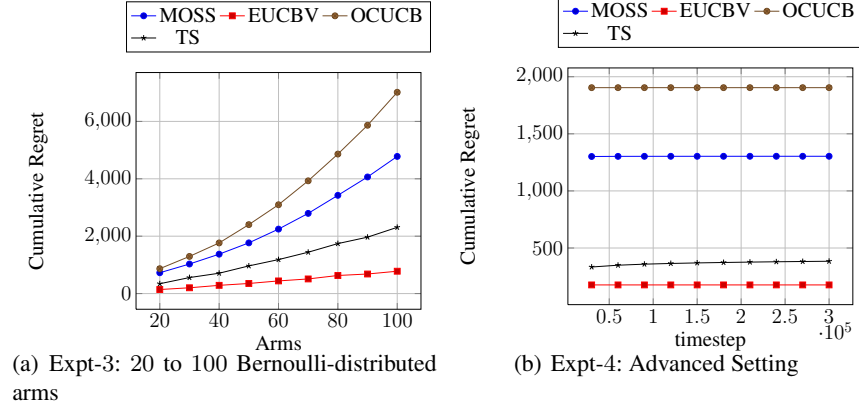 MOSS EUCBV OCUCB
TS
6,000
4,000
2,000
0
20 40 60 80 100
Arms
Cumulative Regret
(a) Expt-3: 20 to 100 Bernoulli-distributed
arms
MOSS EUCBV OCUCB
TS
2,000
1,500
1,000
500
0.5 1 1.5 2 2.5 3
·10⁵
timestep
Cumulative Regret
(b) Expt-4: Advanced Setting